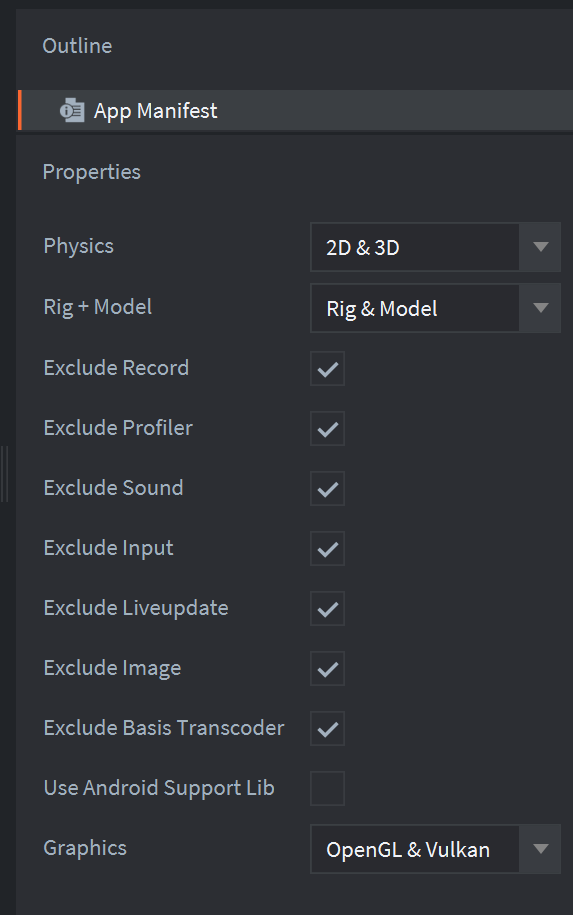 Outline
App Manifest
Properties
Physics 2D & 3D
Rig + Model Rig & Model
Exclude Record
Exclude Profiler
Exclude Sound
Exclude Input
Exclude Liveupdate
Exclude Image
Exclude Basis Transcoder
Use Android Support Lib
Graphics OpenGL & Vulkan